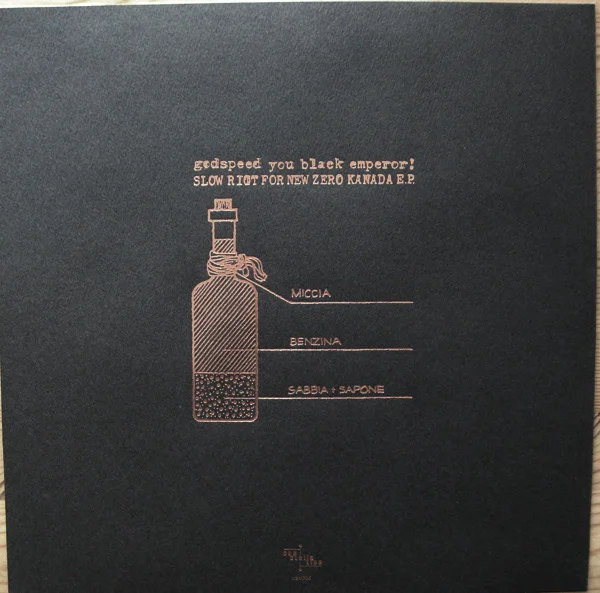 godspeed you black emperor!
SLOW RIOT FOR NEW ZERO KANADA E.P.
MICCIA
BENZINA
SABBIA + SAPONE